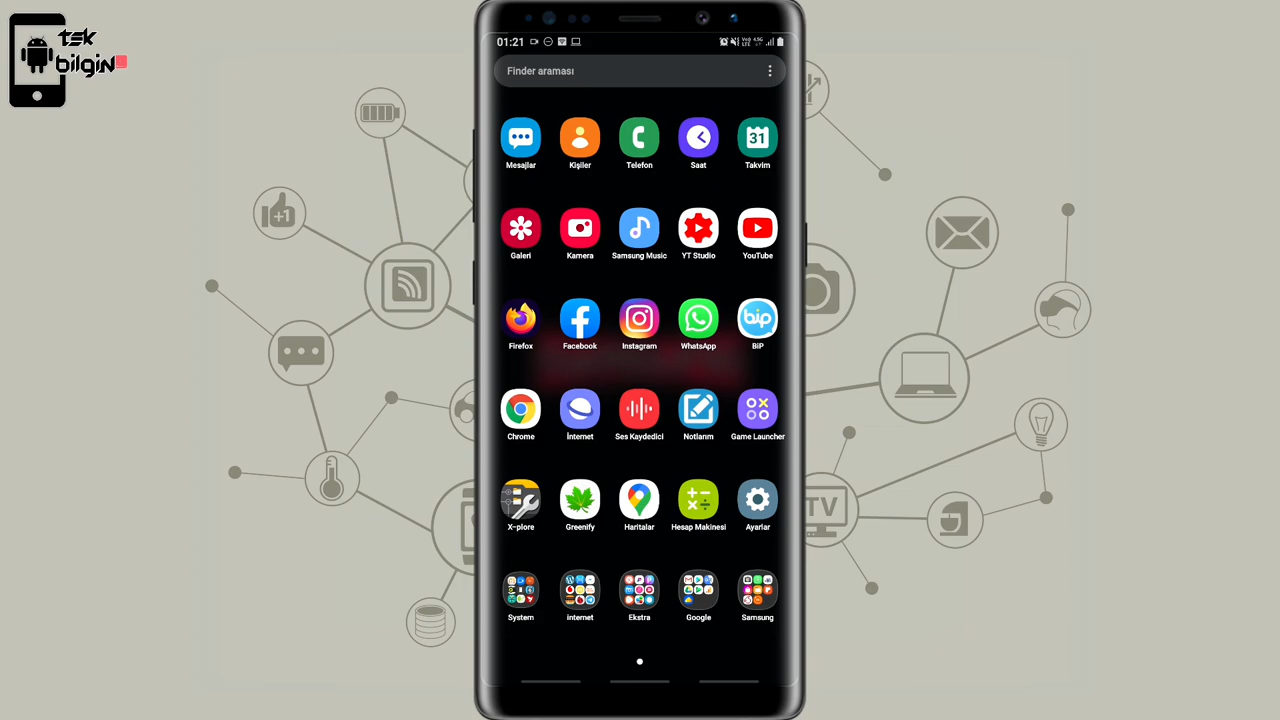 tek
bilgin
01:21
Finder araması
31
Mesajlar
Kişiler
Telefon
Saat
Takvim
Galeri
Kamera
Samsung Music
YT Studio
YouTube
bip
Firefox
Facebook
Instagram
WhatsApp
BiP
Chrome
İnternet
Ses Kaydedici
Notlarım
Game Launcher
X-plore
Greenify
Haritalar
Hesap Makinesi
Ayarlar
System
internet
Ekstra
Google
Samsung
+1
TV